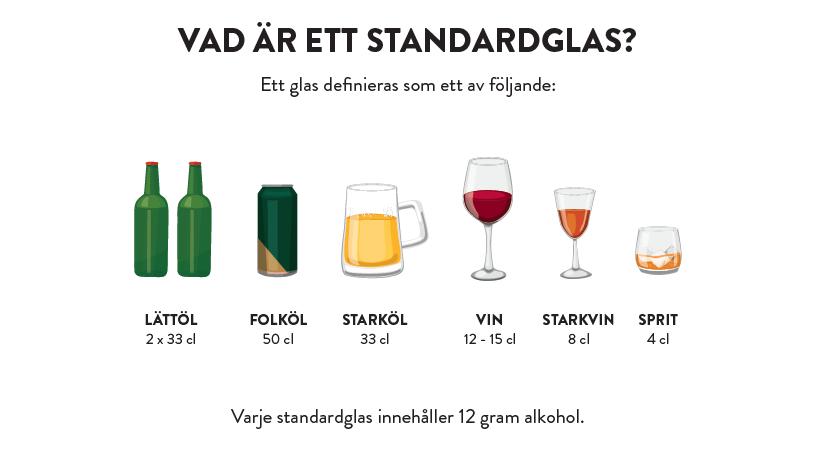 VAD ÄR ETT STANDARDGLAS?
Ett glas definieras som ett av följande:
LÄTTÖL
2 x 33 cl
FOLKÖL
50 cl
STARKÖL
33 cl
VIN
12 - 15 cl
STARKVIN
8 cl
SPRIT
4 cl
Varje standardglas innehåller 12 gram alkohol.